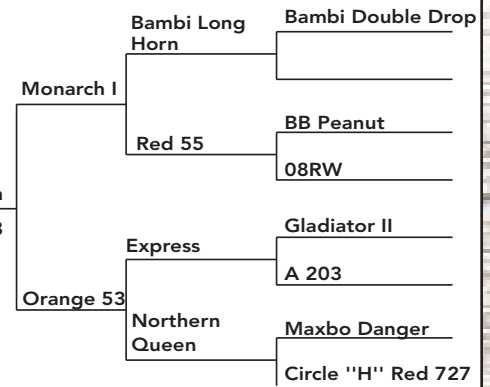 Bambi Double Drop
Bambi Long
Horn
Monarch I
BB Peanut
Red 55
08RW
Gladiator II
Express
A 203
Orange 53
Northern
Queen
Maxbo Danger
Circle "H" Red 727